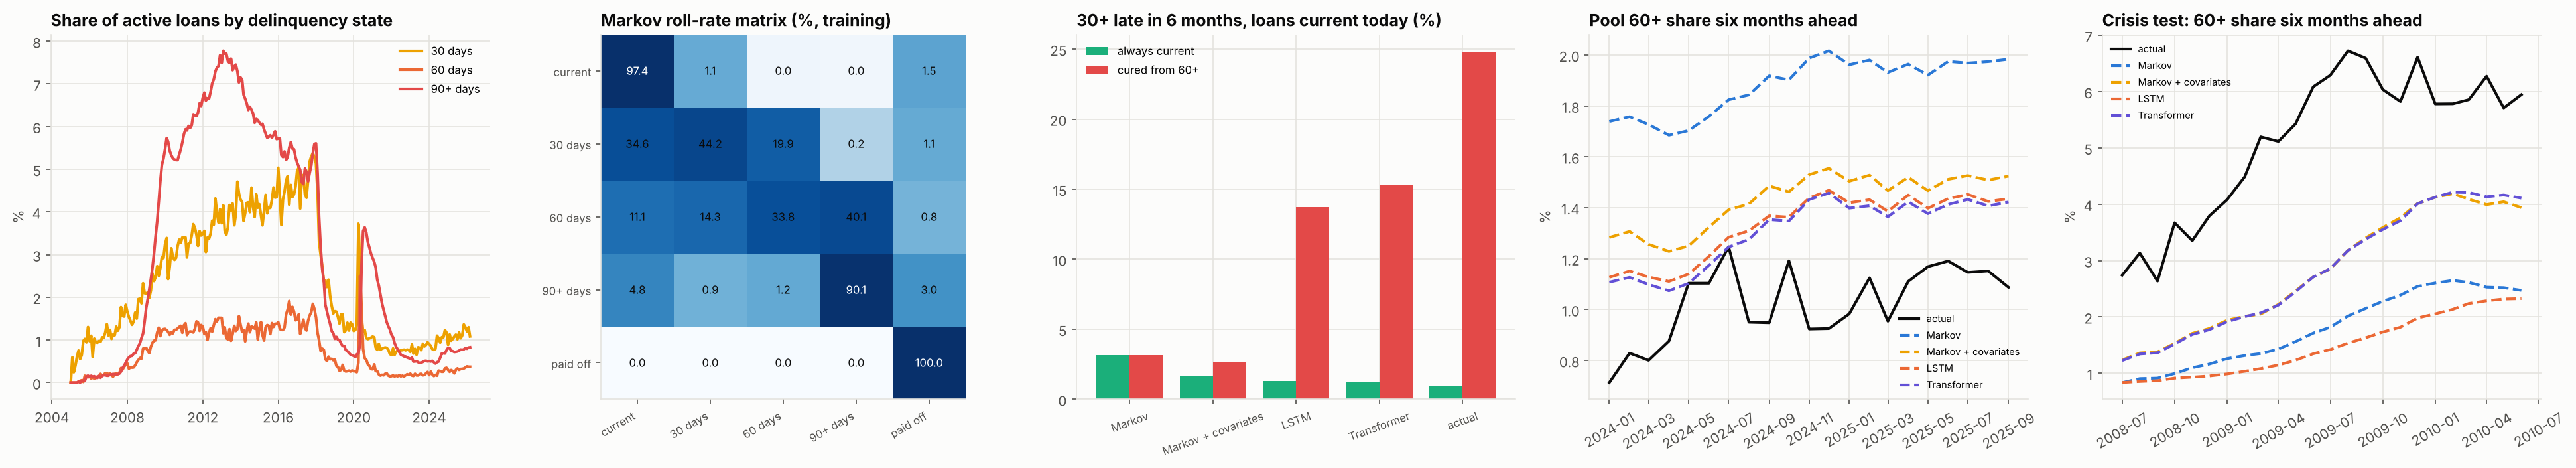 Share of active loans by delinquency state
30 days
60 days
90+ days
8
7
6
5
4
3
2
1
0
%
2004
2008
2012
2016
2020
2024
Markov roll-rate matrix (%, training)
current
97.4
1.1
0.0
0.0
1.5
30 days
34.6
44.2
19.9
0.2
1.1
60 days
11.1
14.3
33.8
40.1
0.8
90+ days
4.8
0.9
1.2
90.1
3.0
paid off
0.0
0.0
0.0
0.0
100.0
current
30 days
60 days
90+ days
paid off
30+ late in 6 months, loans current today (%)
always current
cured from 60+
25
20
15
10
5
0
Markov
Markov + covariates
LSTM
Transformer
actual
Pool 60+ share six months ahead
2.0
1.8
1.6
1.4
1.2
1.0
0.8
%
actual
Markov
Markov + covariates
LSTM
Transformer
2024-01
2024-03
2024-05
2024-07
2024-09
2024-11
2025-01
2025-03
2025-05
2025-07
2025-09
Crisis test: 60+ share six months ahead
actual
Markov
Markov + covariates
LSTM
Transformer
7
6
5
4
3
2
1
%
2008-07
2008-10
2009-01
2009-04
2009-07
2009-10
2010-01
2010-04
2010-07